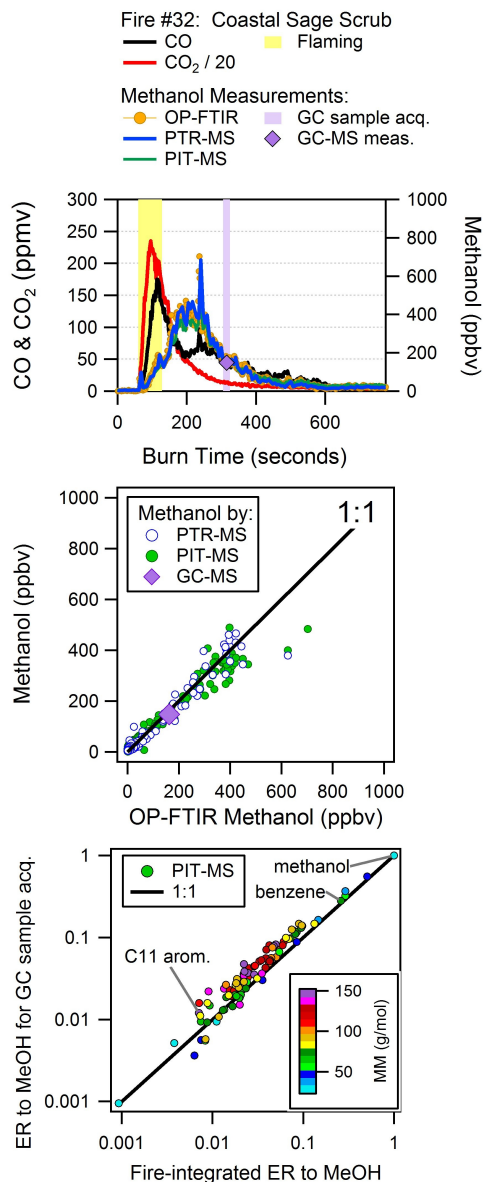 Fire #32: Coastal Sage Scrub
CO
Flaming
CO₂ / 20
Methanol Measurements:
OP-FTIR
GC sample acq.
PTR-MS
GC-MS meas.
PIT-MS
CO & CO₂ (ppmv)
300
250
200
150
100
50
0
1000
800
600
400
200
0
Methanol (ppbv)
0
200
400
600
Burn Time (seconds)
Methanol (ppbv)
1000
800
600
400
200
0
Methanol by:
PTR-MS
PIT-MS
GC-MS
1:1
0
200
400
600
800
1000
OP-FTIR Methanol (ppbv)
ER to MeOH for GC sample acq.
1
0.1
0.01
0.001
PIT-MS
1:1
methanol
benzene
C11 arom.
150
100
50
MM (g/mol)
0.001
0.01
0.1
1
Fire-integrated ER to MeOH